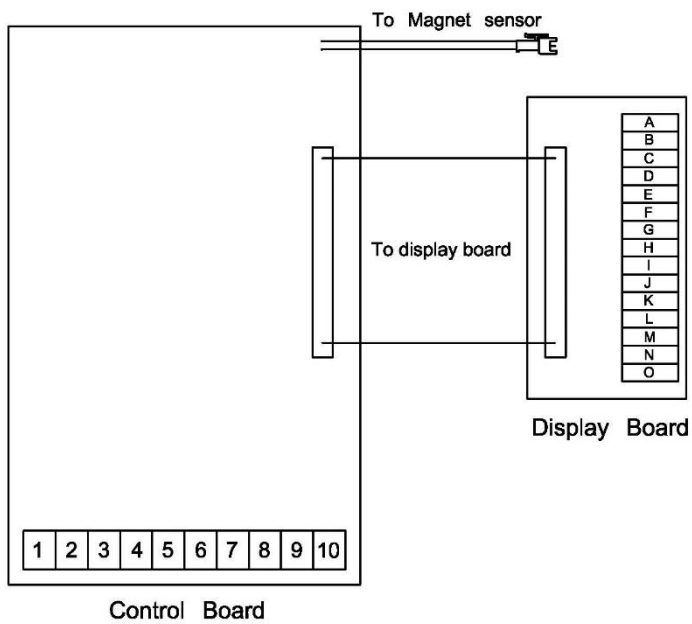 To Magnet sensor
A
B
C
D
E
F
G
H
I
J
K
L
M
N
O
To display board
Display Board
1 2 3 4 5 6 7 8 9 10
Control Board